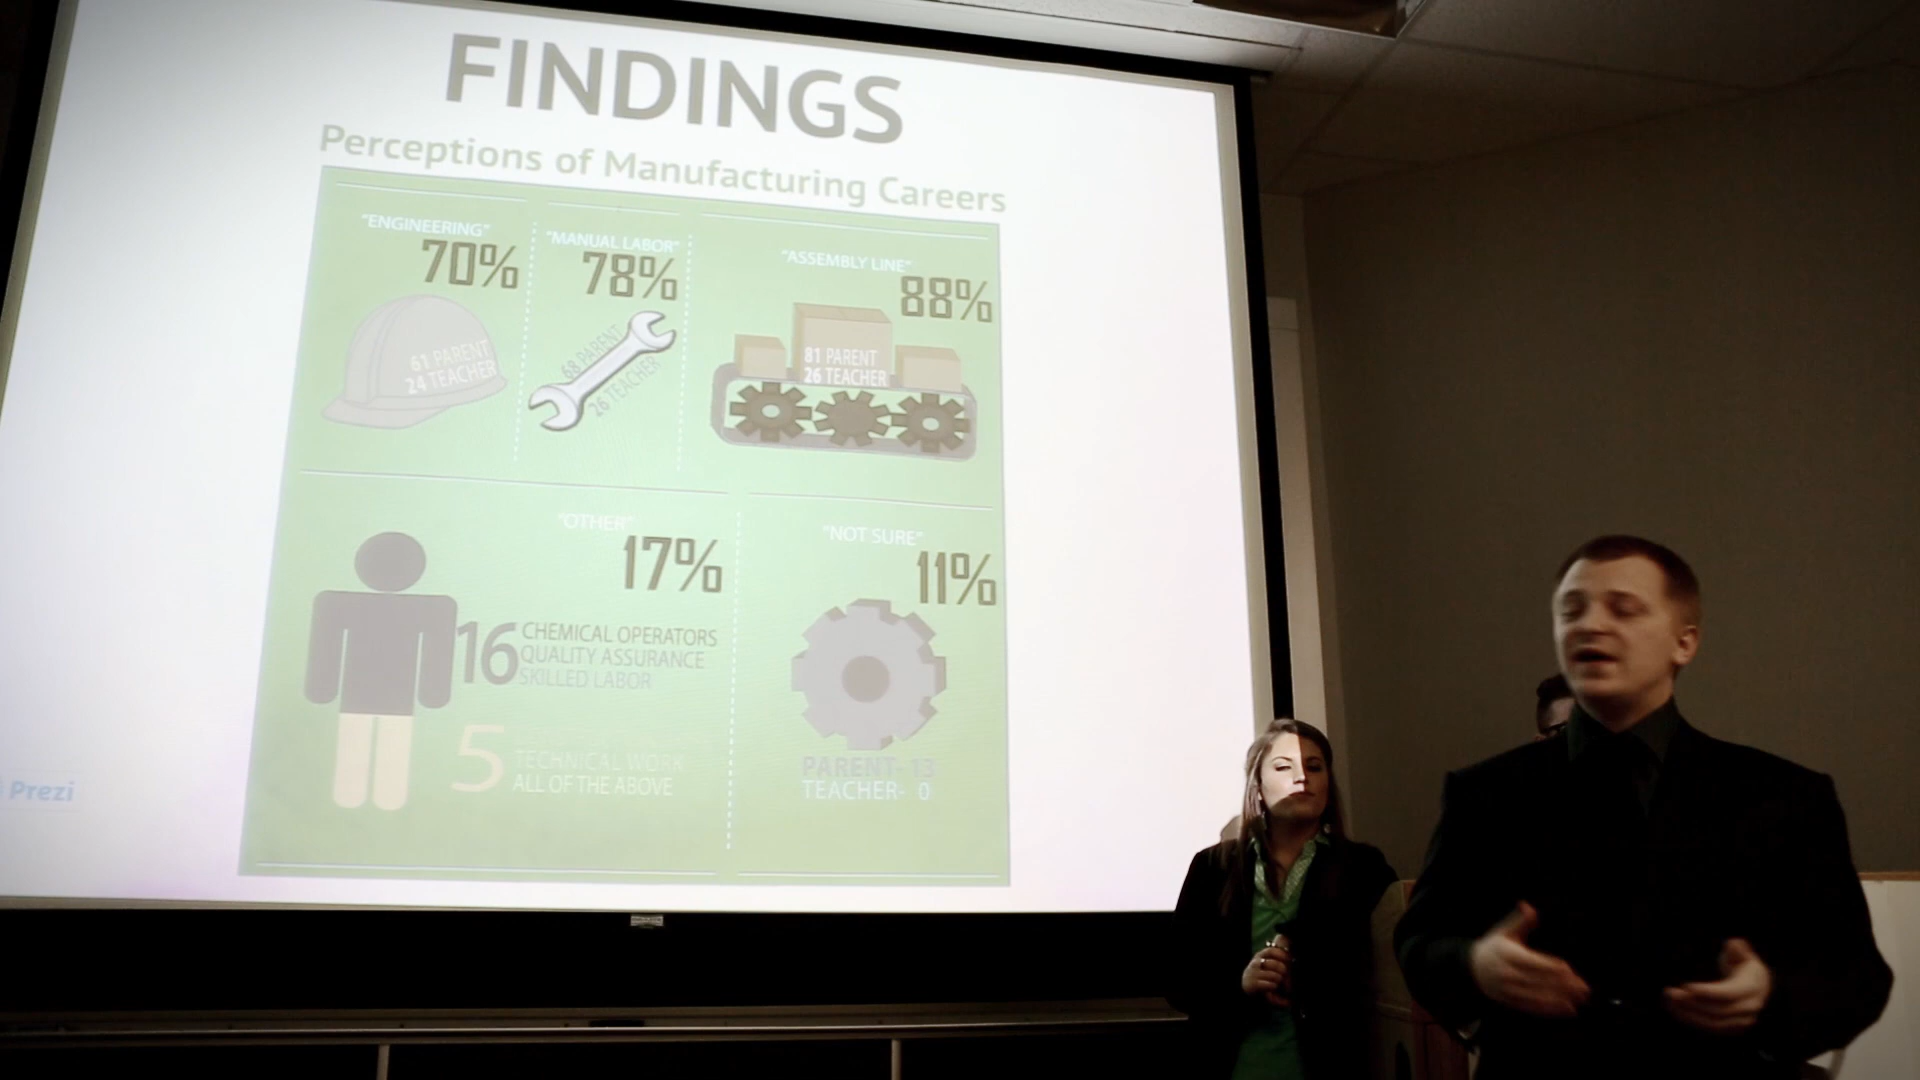 FINDINGS
Perceptions of Manufacturing Careers
"ENGINEERING"
70%
61 PARENT
24 TEACHER
"MANUAL LABOR"
78%
68 PARENT
26 TEACHER
"ASSEMBLY LINE"
88%
81 PARENT
26 TEACHER
"OTHER"
17%
16 CHEMICAL OPERATORS
QUALITY ASSURANCE
SKILLED LABOR
5 TECHNICAL WORK
ALL OF THE ABOVE
"NOT SURE"
11%
PARENT- 13
TEACHER- 0
Prezi